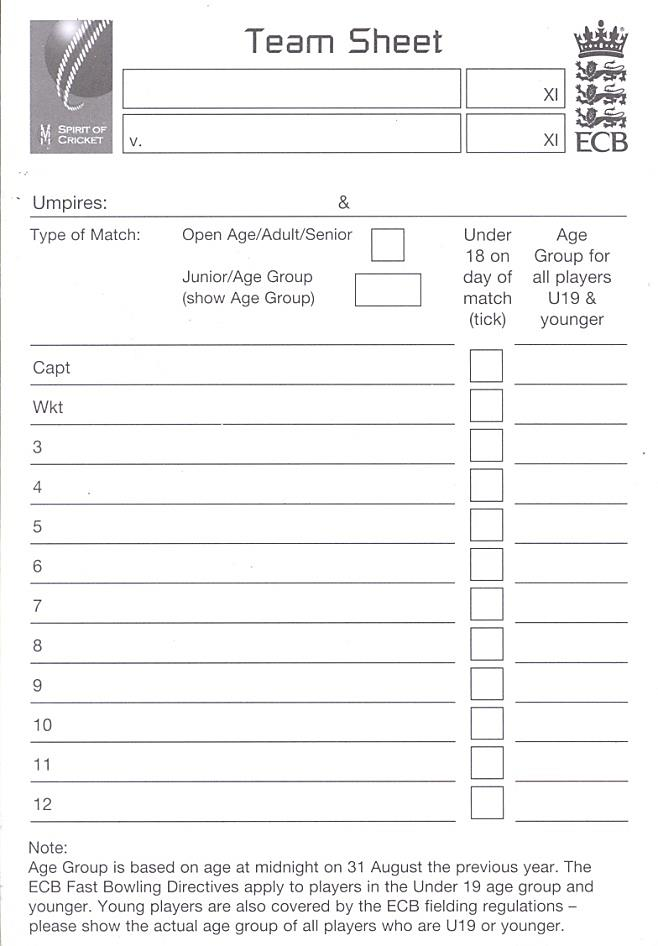 Team Sheet
XI
SPIRIT OF
CRICKET
v.
XI
ECB
Umpires: &
Type of Match: Open Age/Adult/Senior
Junior/Age Group
(show Age Group)
Under
18 on
day of
match
(tick)
Age
Group for
all players
U19 &
younger
Capt
Wkt
3
4
5
6
7
8
9
10
11
12
Note:
Age Group is based on age at midnight on 31 August the previous year. The
ECB Fast Bowling Directives apply to players in the Under 19 age group and
younger. Young players are also covered by the ECB fielding regulations –
please show the actual age group of all players who are U19 or younger.